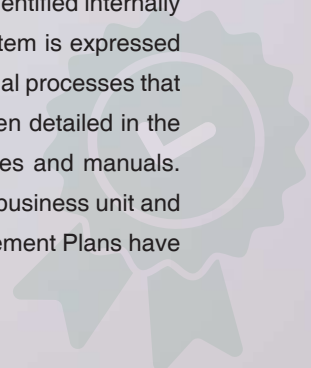 entified internally
tem is expressed
al processes that
en detailed in the
es and manuals.
business unit and
ement Plans have